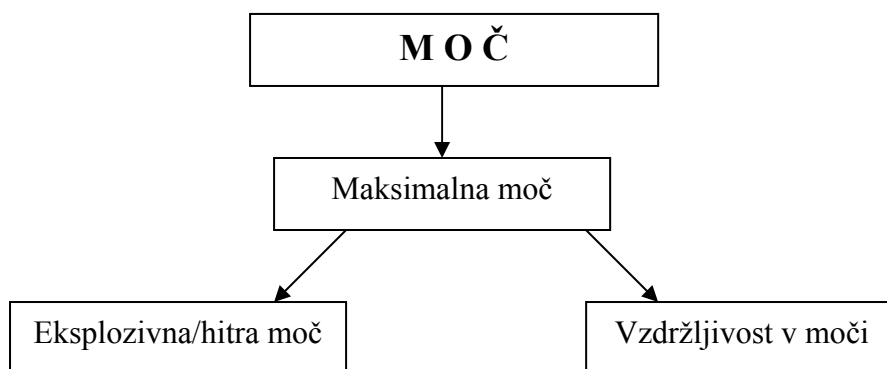 M O Č
Maksimalna moč
Eksplozivna/hitra moč
Vzdržljivost v moči